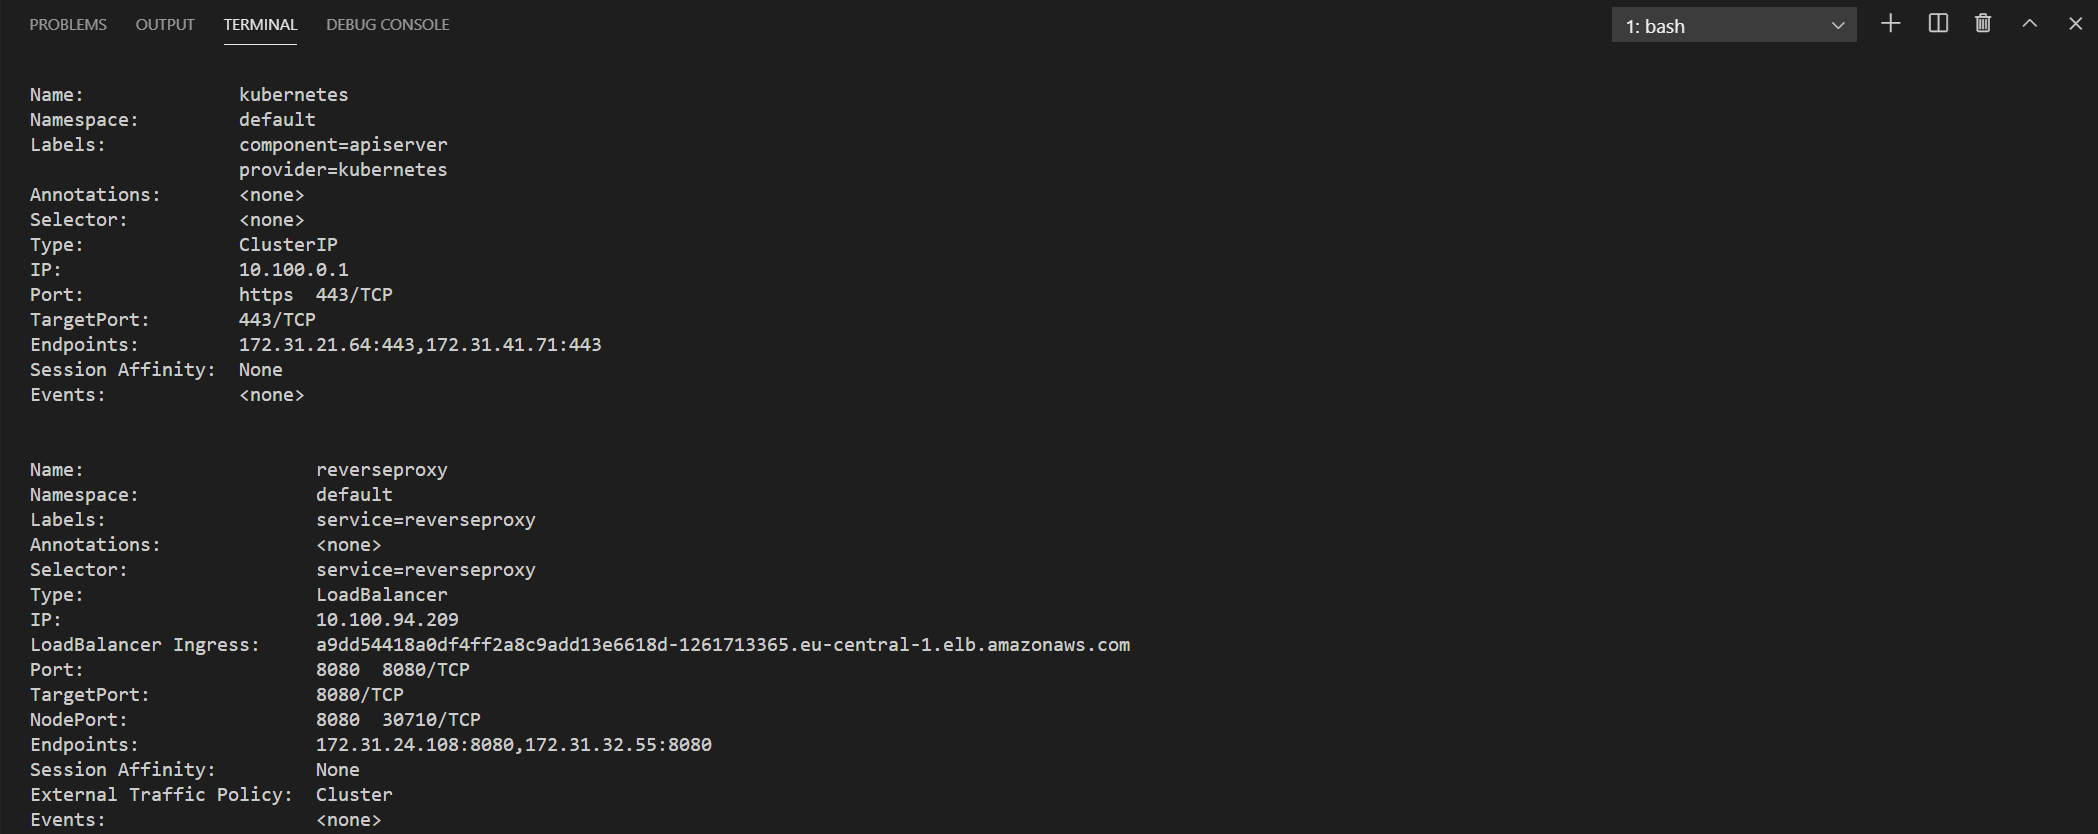 PROBLEMS OUTPUT TERMINAL DEBUG CONSOLE 1: bash
Name: kubernetes
Namespace: default
Labels: component=apiserver
provider=kubernetes
Annotations: <none>
Selector: <none>
Type: ClusterIP
IP: 10.100.0.1
Port: https 443/TCP
TargetPort: 443/TCP
Endpoints: 172.31.21.64:443,172.31.41.71:443
Session Affinity: None
Events: <none>
Name: reverseproxy
Namespace: default
Labels: service=reverseproxy
Annotations: <none>
Selector: service=reverseproxy
Type: LoadBalancer
IP: 10.100.94.209
LoadBalancer Ingress: a9dd54418a0df4ff2a8c9add13e6618d-1261713365.eu-central-1.elb.amazonaws.com
Port: 8080 8080/TCP
TargetPort: 8080/TCP
NodePort: 8080 30710/TCP
Endpoints: 172.31.24.108:8080,172.31.32.55:8080
Session Affinity: None
External Traffic Policy: Cluster
Events: <none>